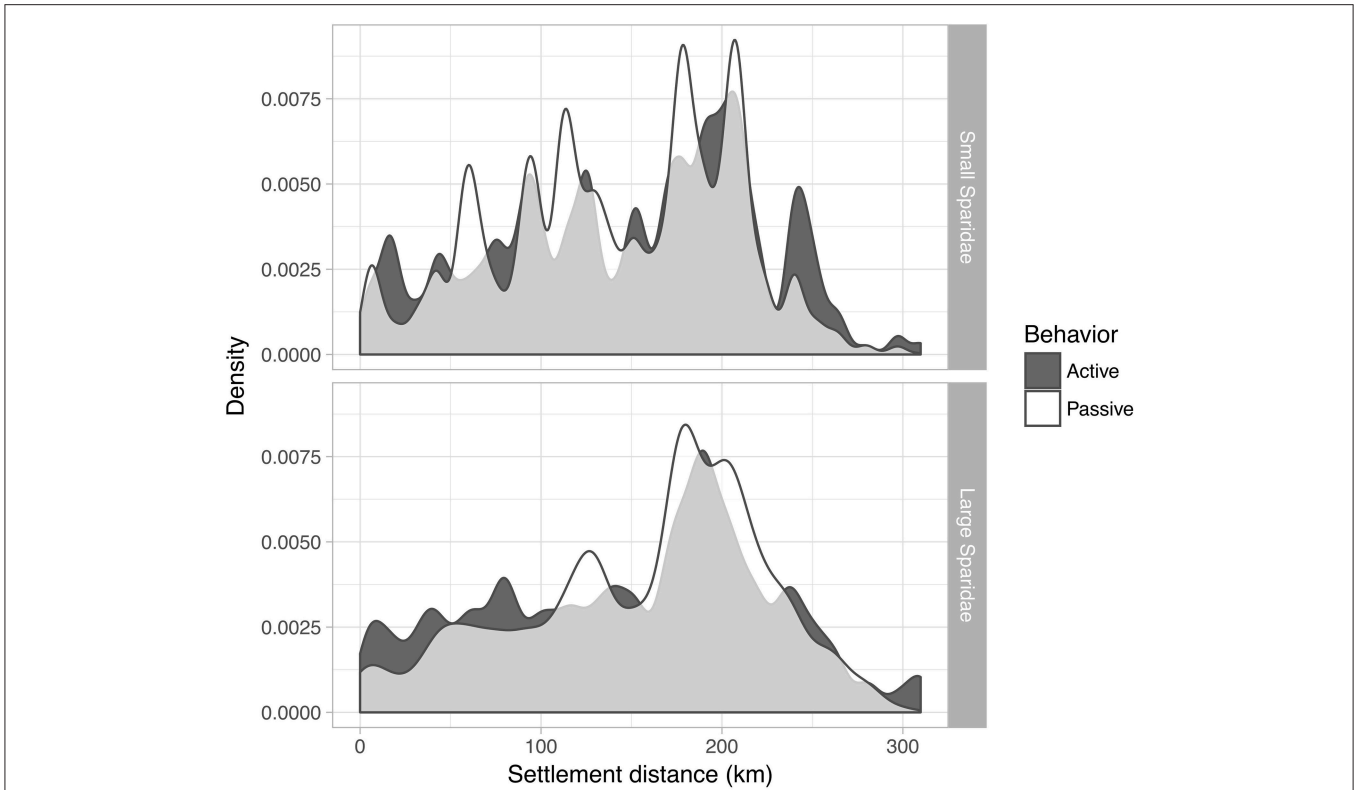 0.0075
0.0050
0.0025
0.0000
Small Sparidae
Density
0.0075
0.0050
0.0025
0.0000
Large Sparidae
0 100 200 300
Settlement distance (km)
Behavior
Active
Passive